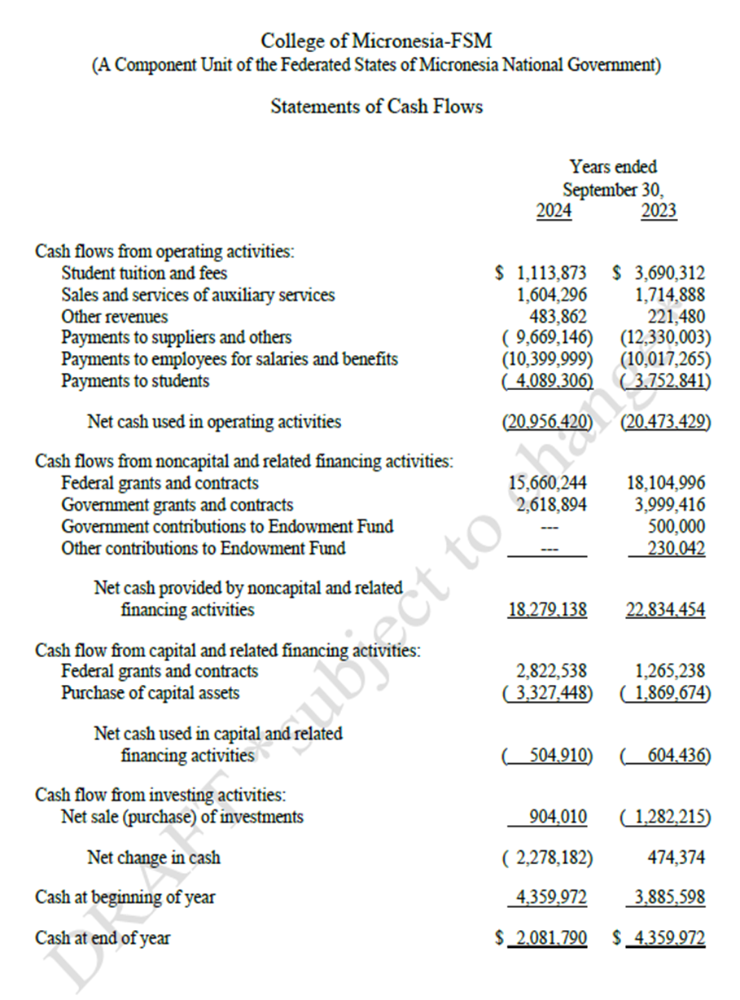 College of Micronesia-FSM
(A Component Unit of the Federated States of Micronesia National Government)
Statements of Cash Flows
Years ended
September 30,
2024 2023
Cash flows from operating activities:
Student tuition and fees $ 1,113,873 $ 3,690,312
Sales and services of auxiliary services 1,604,296 1,714,888
Other revenues 483,862 221,480
Payments to suppliers and others ( 9,669,146) (12,330,003)
Payments to employees for salaries and benefits (10,399,999) (10,017,265)
Payments to students ( 4,089,306) ( 3,752,841)
Net cash used in operating activities (20,956,420) (20,473,429)
Cash flows from noncapital and related financing activities:
Federal grants and contracts 15,660,244 18,104,996
Government grants and contracts 2,618,894 3,999,416
Government contributions to Endowment Fund --- 500,000
Other contributions to Endowment Fund --- 230,042
Net cash provided by noncapital and related
financing activities 18,279,138 22,834,454
Cash flow from capital and related financing activities:
Federal grants and contracts 2,822,538 1,265,238
Purchase of capital assets ( 3,327,448) ( 1,869,674)
Net cash used in capital and related
financing activities ( 504,910) ( 604,436)
Cash flow from investing activities:
Net sale (purchase) of investments 904,010 ( 1,282,215)
Net change in cash ( 2,278,182) 474,374
Cash at beginning of year 4,359,972 3,885,598
Cash at end of year $ 2,081,790 $ 4,359,972
DRAFT *subject to change*